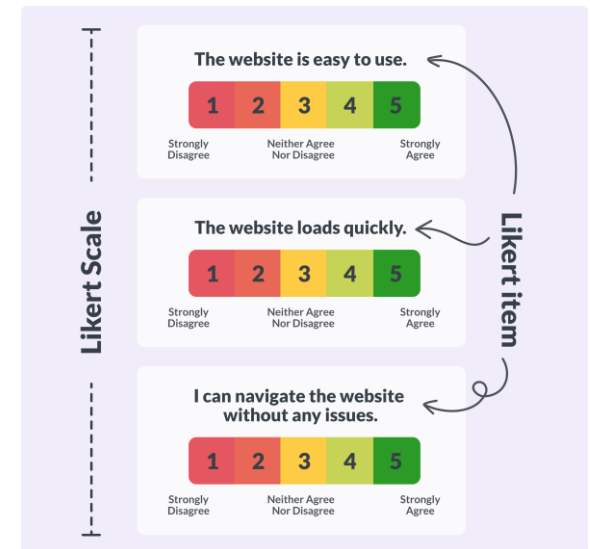 The website is easy to use.
1 2 3 4 5
Strongly Disagree
Neither Agree Nor Disagree
Strongly Agree
Likert Scale
The website loads quickly.
1 2 3 4 5
Strongly Disagree
Neither Agree Nor Disagree
Strongly Agree
Likert item
I can navigate the website
without any issues.
1 2 3 4 5
Strongly Disagree
Neither Agree Nor Disagree
Strongly Agree